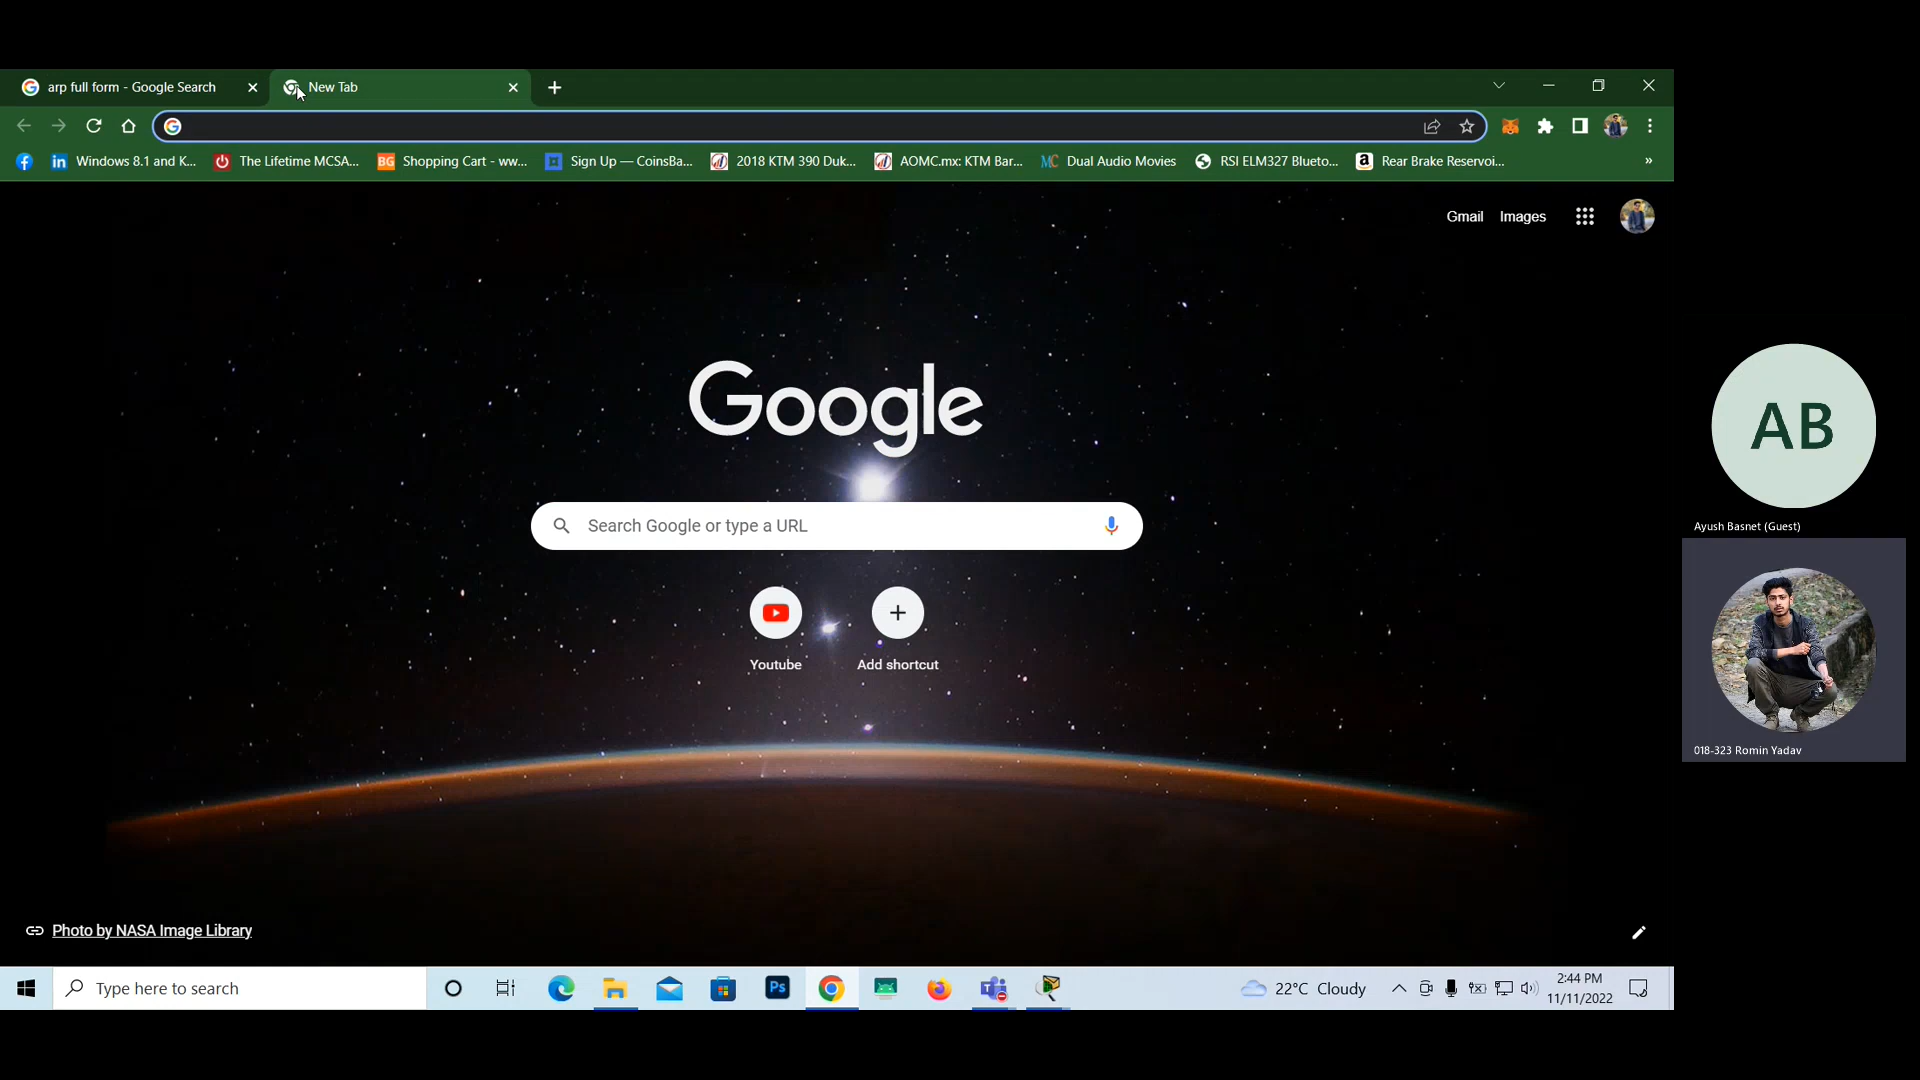 arp full form - Google Search
New Tab
Windows 8.1 and K...
The Lifetime MCSA...
BG Shopping Cart - ww...
Sign Up — CoinsBa...
2018 KTM 390 Duk...
AOMC.mx: KTM Bar...
MC Dual Audio Movies
RSI ELM327 Blueto...
Rear Brake Reservoi...
Gmail Images
Google
Search Google or type a URL
Youtube
Add shortcut
AB
Ayush Basnet (Guest)
018-323 Romin Yadav
Photo by NASA Image Library
Type here to search
Ps
22°C Cloudy
2:44 PM
11/11/2022